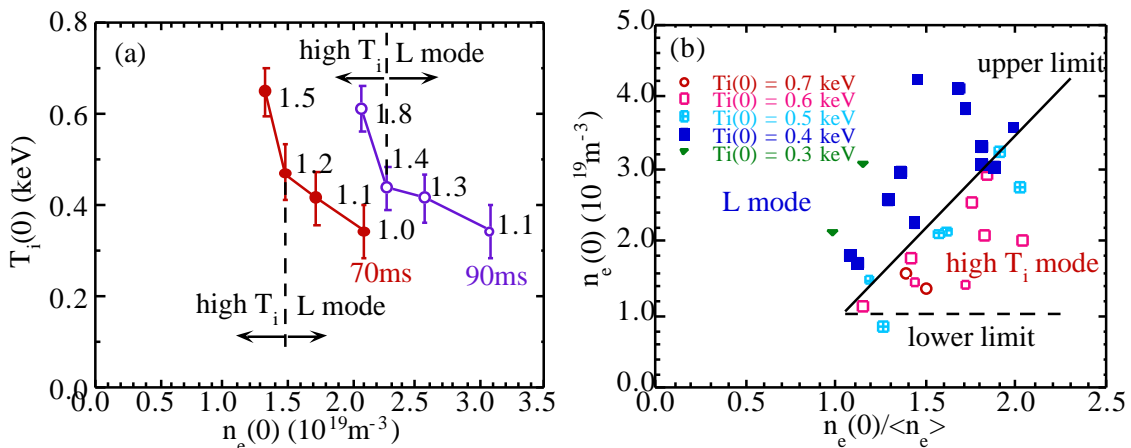 (a)
0.8
0.6
0.4
0.2
0.0
T_i(0) (keV)
high T_i
L mode
1.5
1.2
1.1
1.0
70ms
1.8
1.4
1.3
1.1
90ms
high T_i
L mode
0.0 0.5 1.0 1.5 2.0 2.5 3.0 3.5
n_e(0) (10^19m^-3)
(b)
5.0
4.0
3.0
2.0
1.0
0.0
n_e(0) (10^19m^-3)
upper limit
Ti(0) = 0.7 keV
Ti(0) = 0.6 keV
Ti(0) = 0.5 keV
Ti(0) = 0.4 keV
Ti(0) = 0.3 keV
L mode
high T_i mode
lower limit
0.0 0.5 1.0 1.5 2.0 2.5
n_e(0)/<n_e>